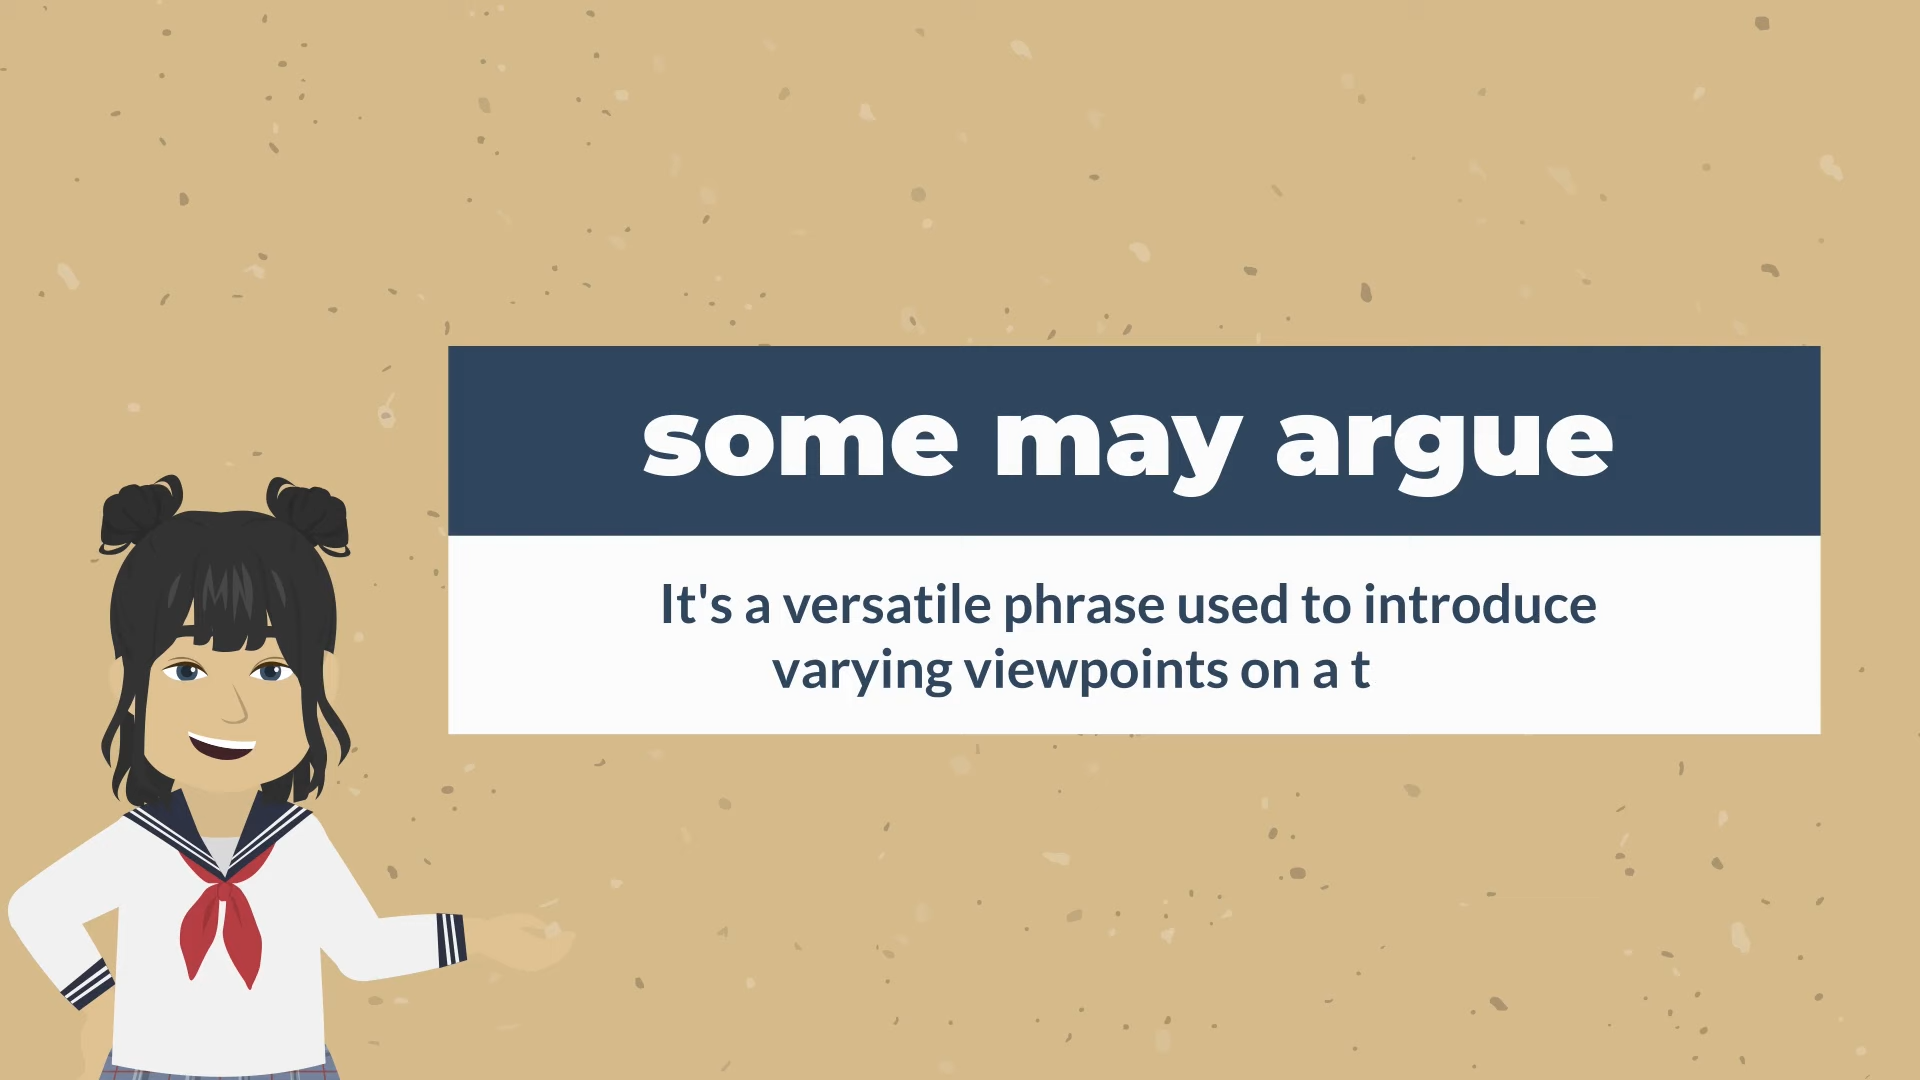 some may argue
It's a versatile phrase used to introduce
varying viewpoints on a t